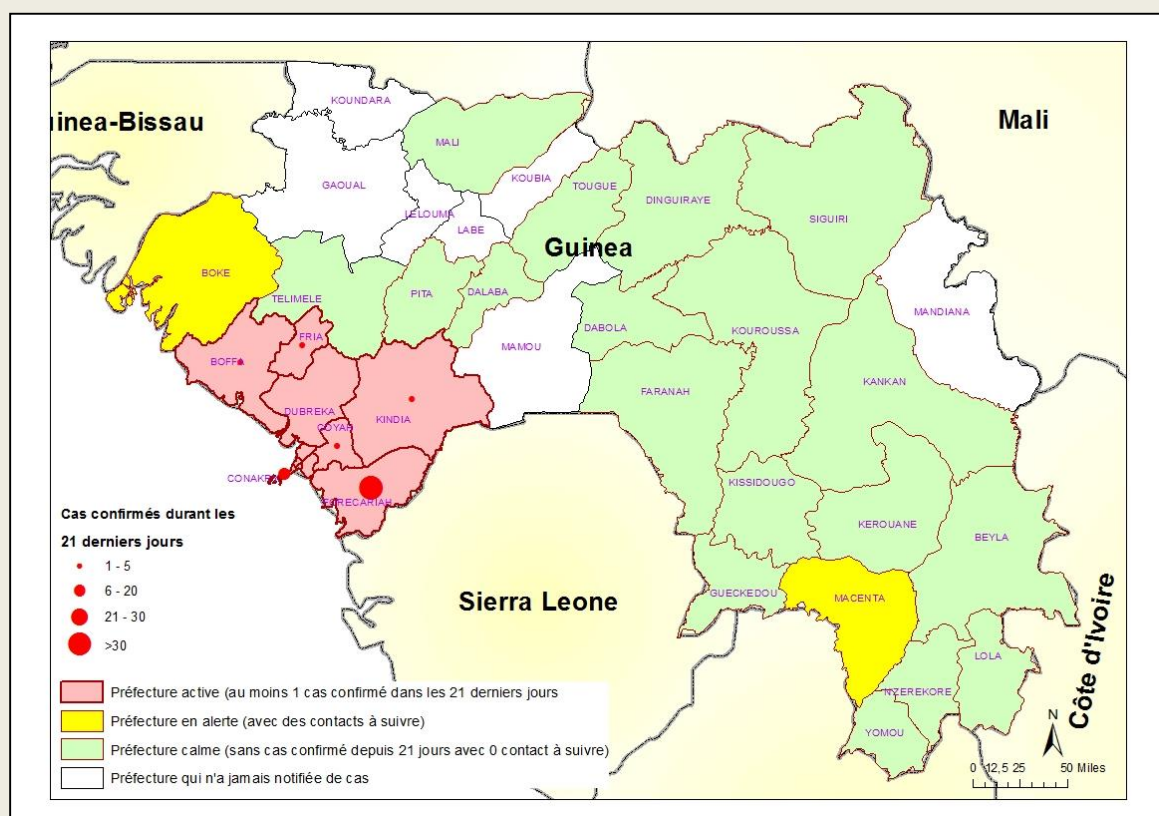 KOUNDARA
Mali
inea-Bissau
MALI
KOUBIA
GAOUAL
TOUGUE
DINGUIRAYE
SIGUIRI
LELOUMA
LABE
Guinea
BOKE
TELIMELE
PITA
DALABA
MANDIANA
DABOLA
KOUROUSSA
FRIA
MAMOU
BOFFA
KANKAN
FARANAH
DUBREKA
KINDIA
COYAH
CONAKRY
KISSIDOUGO
FORECARIAH
KEROUANE
BEYLA
GUECKEDOU
MACENTA
Sierra Leone
LOLA
N'ZEREKORE
YOMOU
Côte d'Ivoire
Cas confirmés durant les
21 derniers jours
1 - 5
6 - 20
21 - 30
>30
Préfecture active (au moins 1 cas confirmé dans les 21 derniers jours
Préfecture en alerte (avec des contacts à suivre)
Préfecture calme (sans cas confirmé depuis 21 jours avec 0 contact à suivre)
Préfecture qui n'a jamais notifiée de cas
N
0 12,5 25 50 Miles